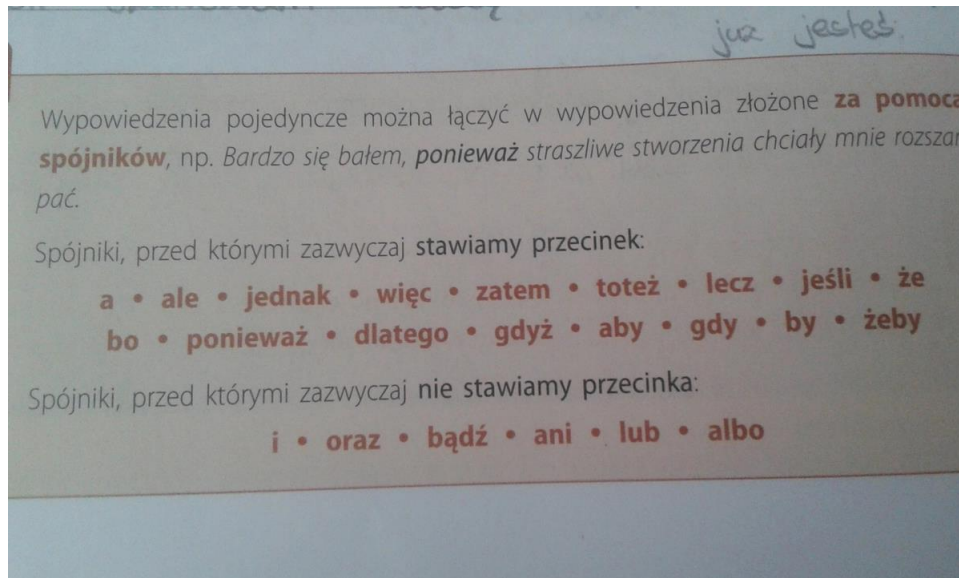 już jesteś.
Wypowiedzenia pojedyncze można łączyć w wypowiedzenia złożone za pomocą
spójników, np. Bardzo się bałem, ponieważ straszliwe stworzenia chciały mnie rozszar
pać.
Spójniki, przed którymi zazwyczaj stawiamy przecinek:
a • ale • jednak • więc • zatem • toteż • lecz • jeśli • że
bo • ponieważ • dlatego • gdyż • aby • gdy • by • żeby
Spójniki, przed którymi zazwyczaj nie stawiamy przecinka:
i • oraz • bądź • ani • lub • albo